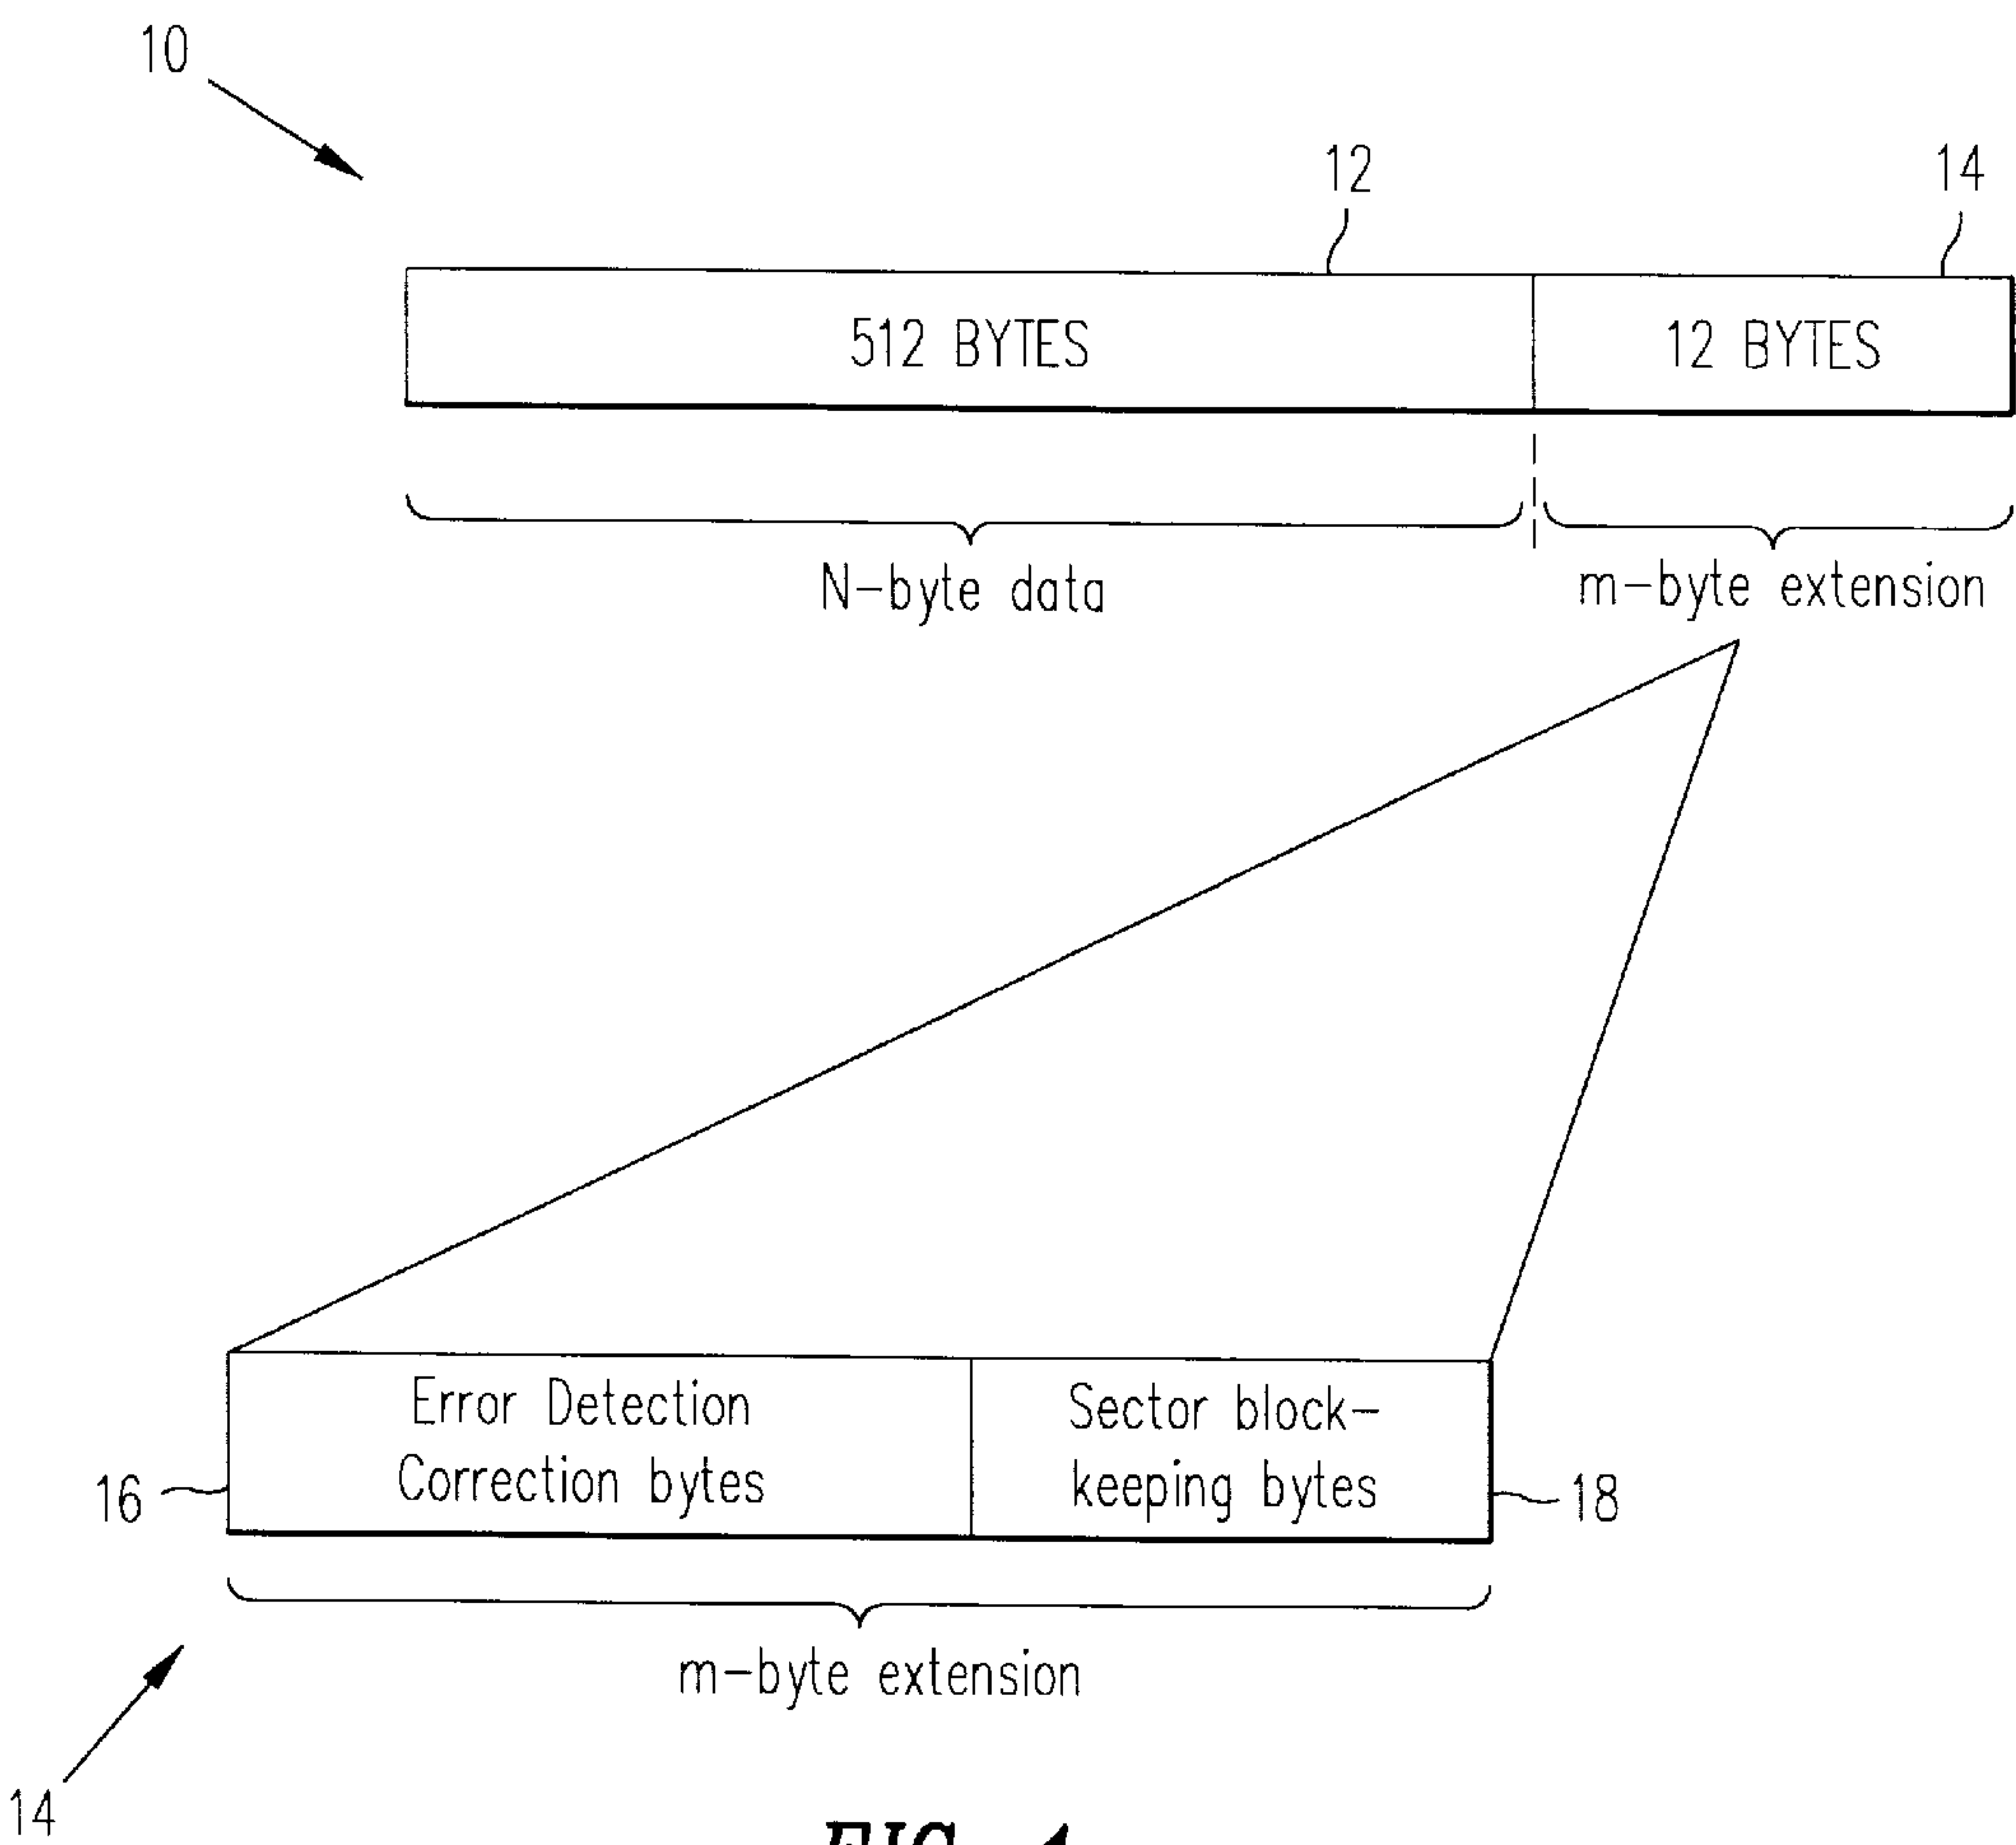 10
12
14
512 BYTES
12 BYTES
N-byte data
m-byte extension
Error Detection
Correction bytes
Sector block-
keeping bytes
16
18
m-byte extension
14